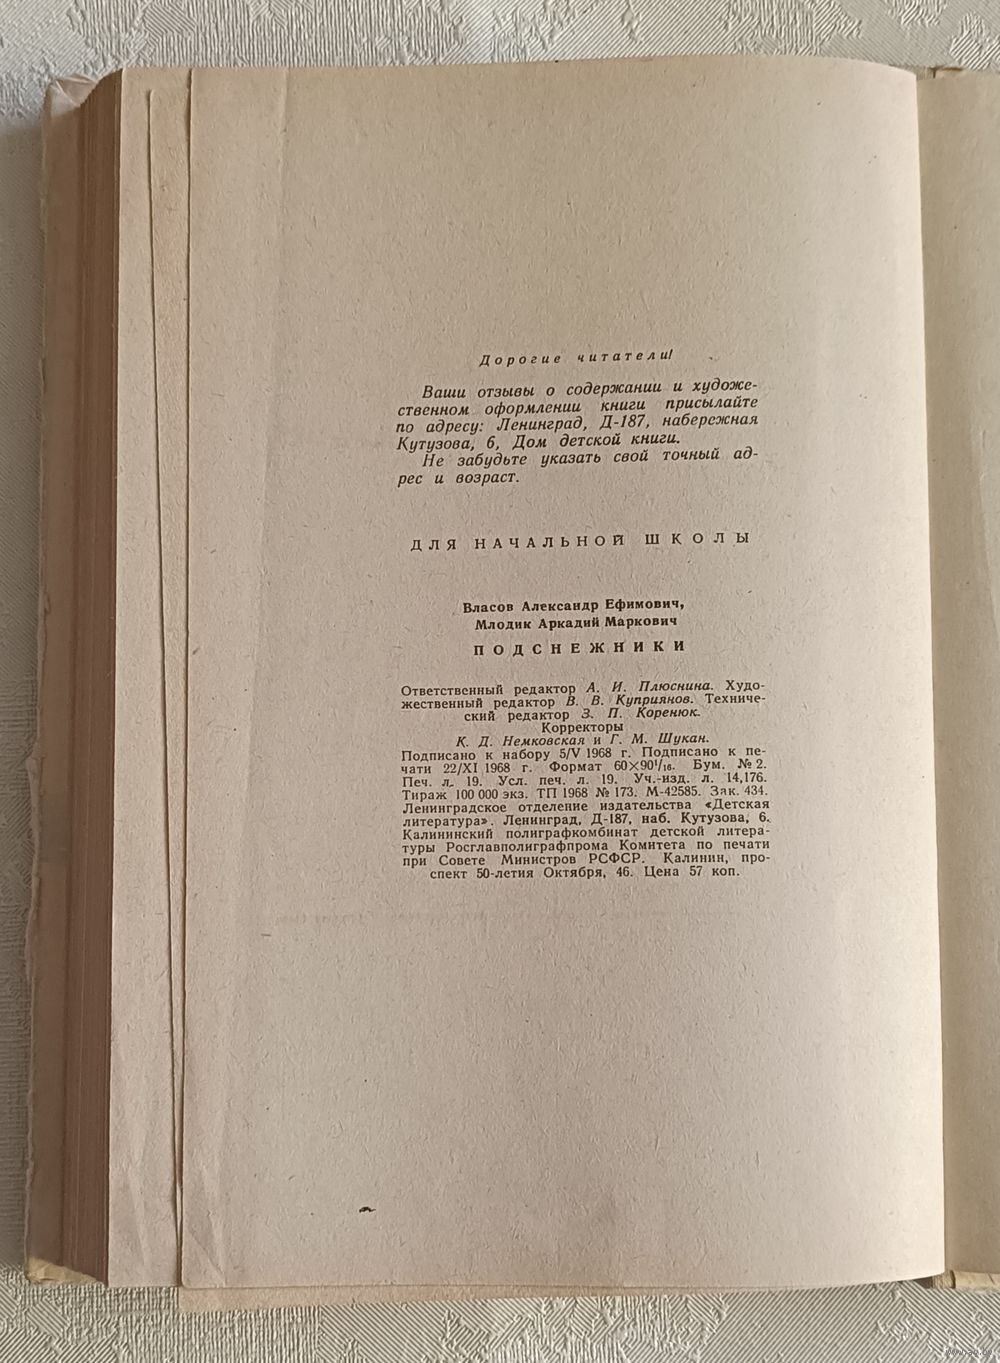 Дорогие читатели!
Ваши отзывы о содержании и художе-
ственном оформлении книги присылайте
по адресу: Ленинград, Д-187, набережная
Кутузова, 6, Дом детской книги.
Не забудьте указать свой точный ад-
рес и возраст.
ДЛЯ НАЧАЛЬНОЙ ШКОЛЫ
Власов Александр Ефимович,
Млодик Аркадий Маркович
ПОДСНЕЖНИКИ
Ответственный редактор А. И. Плюснина. Худо-
жественный редактор В. В. Куприянов. Техниче-
ский редактор З. П. Коренюк.
Корректоры
К. Д. Немковская и Г. М. Шукан.
Подписано к набору 5/V 1968 г. Подписано к пе-
чати 22/XI 1968 г. Формат 60×90¹/₁₆. Бум. № 2.
Печ. л. 19. Усл. печ. л. 19. Уч.-изд. л. 14,176.
Тираж 100 000 экз. ТП 1968 № 173. М-42585. Зак. 434.
Ленинградское отделение издательства «Детская
литература». Ленинград, Д-187, наб. Кутузова, 6.
Калининский полиграфкомбинат детской литера-
туры Росглавполиграфпрома Комитета по печати
при Совете Министров РСФСР. Калинин, про-
спект 50-летия Октября, 46. Цена 57 коп.